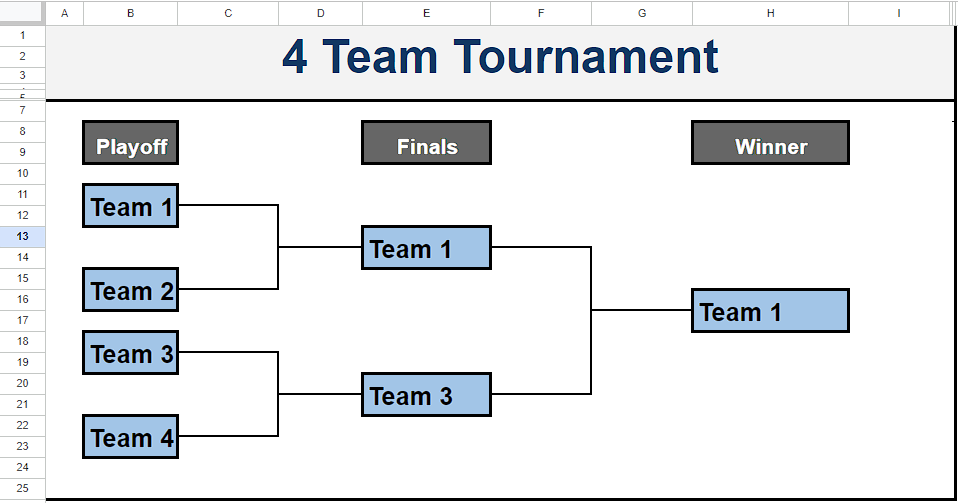 A B C D E F G H I
1
2
4 Team Tournament
3
7
8
Playoff Finals Winner
9
10
11
Team 1
12
13
Team 1
14
15
Team 2
16
Team 1
17
18
Team 3
19
20
Team 3
21
22
Team 4
23
24
25